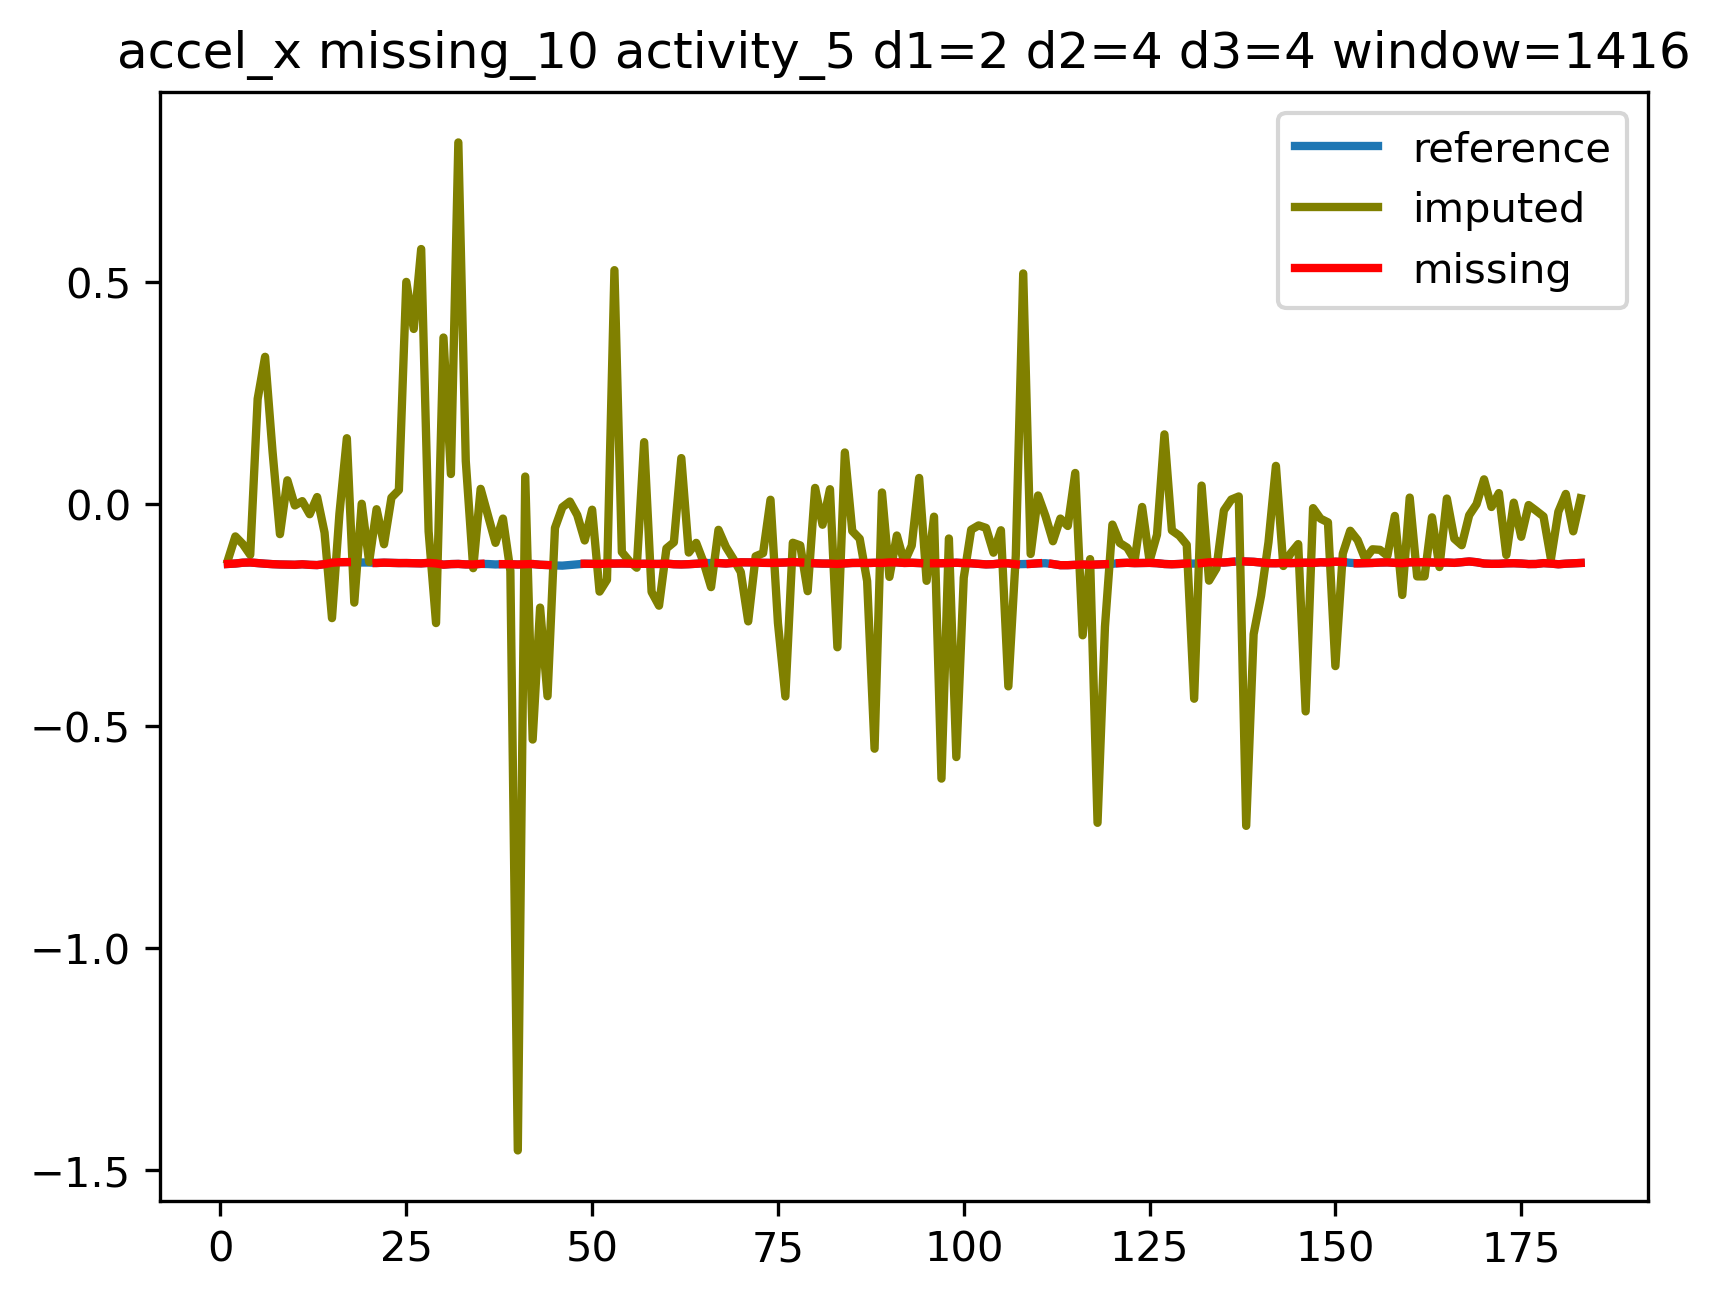 accel_x missing_10 activity_5 d1=2 d2=4 d3=4 window=1416
reference
imputed
missing
0.5
0.0
−0.5
−1.0
−1.5
0 25 50 75 100 125 150 175